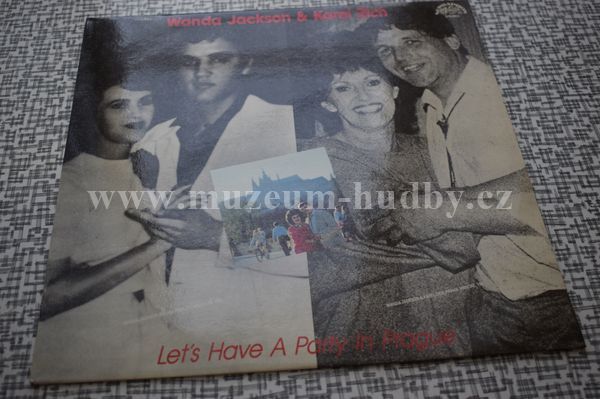 Wanda Jackson & Karel Zich
www.muzeum-hudby.cz
Let's Have A Party In Prague